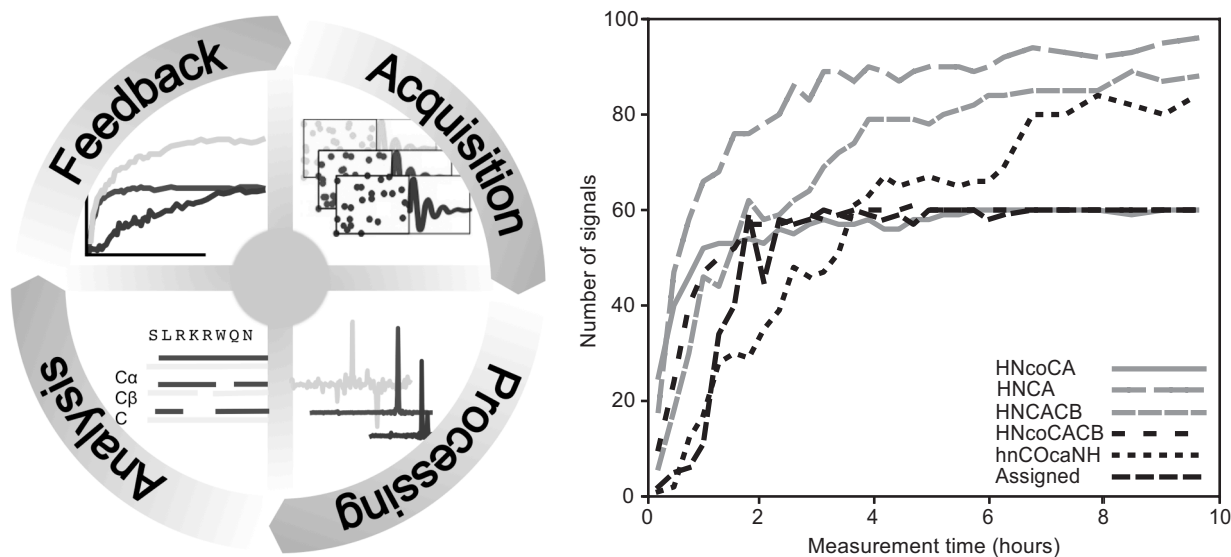 Feedback
Acquisition
Processing
Analysis
SLRKRWQN
Cα
Cβ
C
Number of signals
100
80
60
40
20
0
0 2 4 6 8 10
Measurement time (hours)
HNcoCA
HNCA
HNCACB
HNcoCACB
hnCOcaNH
Assigned